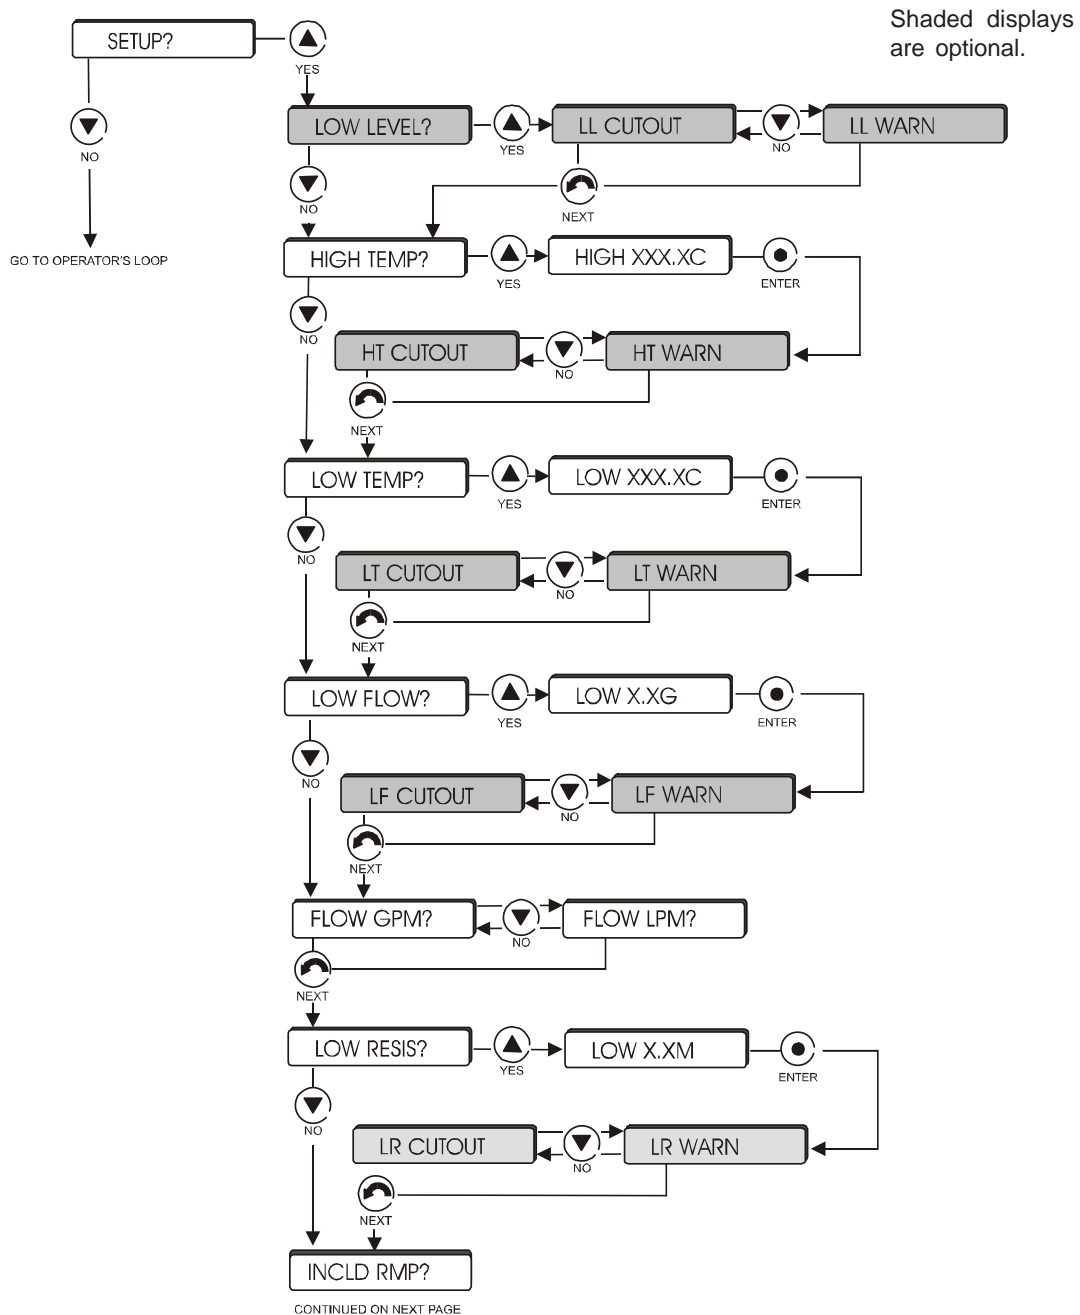 Shaded displays
are optional.
SETUP?
YES
NO
GO TO OPERATOR'S LOOP
LOW LEVEL?
YES
LL CUTOUT
NO
LL WARN
NO
NEXT
HIGH TEMP?
YES
HIGH XXX.XC
ENTER
NO
HT CUTOUT
NO
HT WARN
NEXT
LOW TEMP?
YES
LOW XXX.XC
ENTER
NO
LT CUTOUT
NO
LT WARN
NEXT
LOW FLOW?
YES
LOW X.XG
ENTER
NO
LF CUTOUT
NO
LF WARN
NEXT
FLOW GPM?
NO
FLOW LPM?
NEXT
LOW RESIS?
YES
LOW X.XM
ENTER
NO
LR CUTOUT
NO
LR WARN
NEXT
INCLD RMP?
CONTINUED ON NEXT PAGE